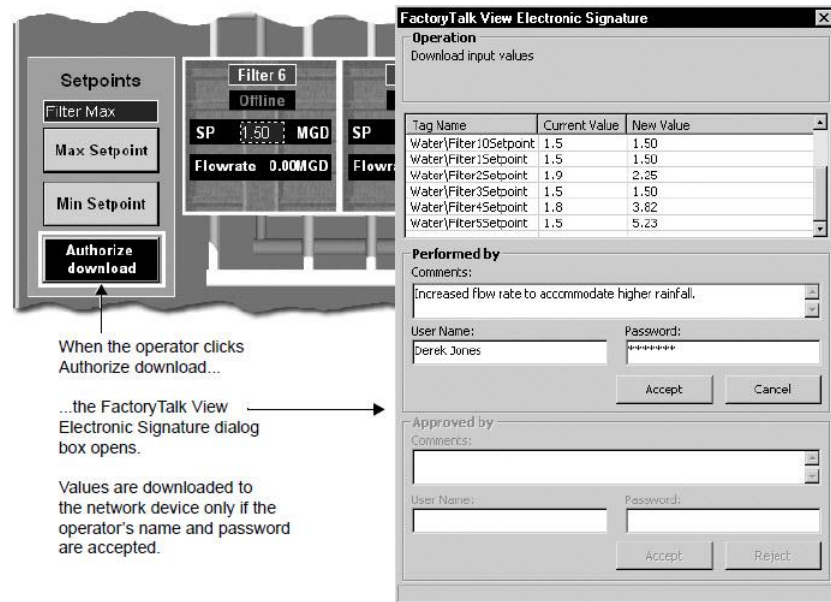 Setpoints
Filter Max
Max Setpoint
Min Setpoint
Authorize
download
Filter 6
Offline
SP 1.50 MGD
Flowrate 0.00MGD
SP
Flowr
When the operator clicks
Authorize download...
...the FactoryTalk View
Electronic Signature dialog
box opens.
Values are downloaded to
the network device only if the
operator's name and password
are accepted.
FactoryTalk View Electronic Signature
Operation
Download input values
Tag Name Current Value New Value
Water\Filter10Setpoint 1.5 1.50
Water\Filter1Setpoint 1.5 1.50
Water\Filter2Setpoint 1.9 2.25
Water\Filter3Setpoint 1.5 1.50
Water\Filter4Setpoint 1.8 3.82
Water\Filter5Setpoint 1.5 5.23
Performed by
Comments:
Increased flow rate to accommodate higher rainfall.
User Name: Password:
Derek Jones ********
Accept Cancel
Approved by
Comments:
User Name: Password:
Accept Reject